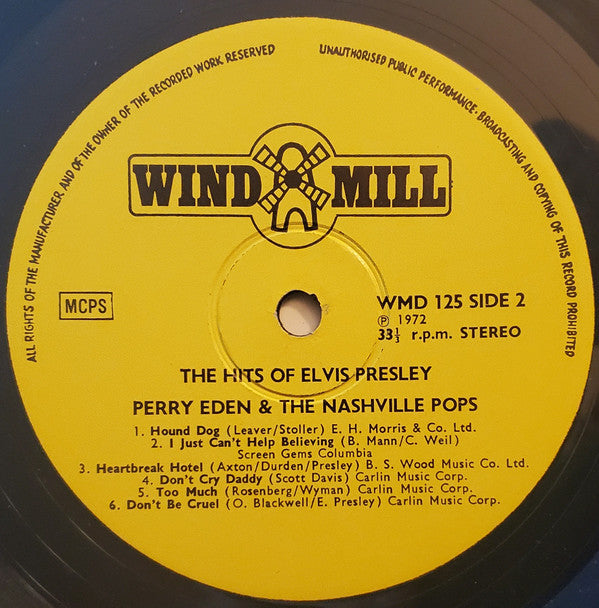 ALL RIGHTS OF THE MANUFACTURER AND OF THE OWNER OF THE RECORDED WORK RESERVED
UNAUTHORISED PUBLIC PERFORMANCE · BROADCASTING AND COPYING OF THIS RECORD PROHIBITED
WIND MILL
MCPS
WMD 125 SIDE 2
℗ 1972
33⅓ r.p.m. STEREO
THE HITS OF ELVIS PRESLEY
PERRY EDEN & THE NASHVILLE POPS
1. Hound Dog (Leaver/Stoller) E. H. Morris & Co. Ltd.
2. I Just Can't Help Believing (B. Mann/C. Weil)
Screen Gems Columbia
3. Heartbreak Hotel (Axton/Durden/Presley) B. S. Wood Music Co. Ltd.
4. Don't Cry Daddy (Scott Davis) Carlin Music Corp.
5. Too Much (Rosenberg/Wyman) Carlin Music Corp.
6. Don't Be Cruel (O. Blackwell/E. Presley) Carlin Music Corp.